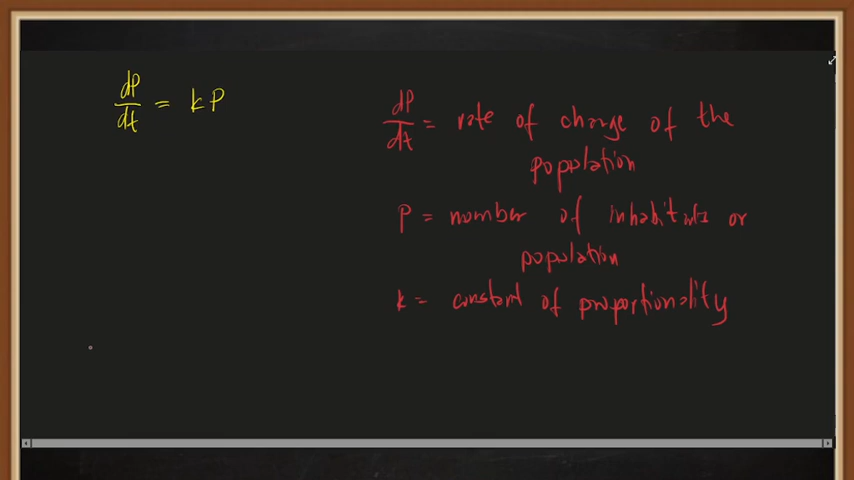 dP/dt = kP
dP/dt = rate of change of the
population
P = number of inhabitants or
population
k = constant of proportionality